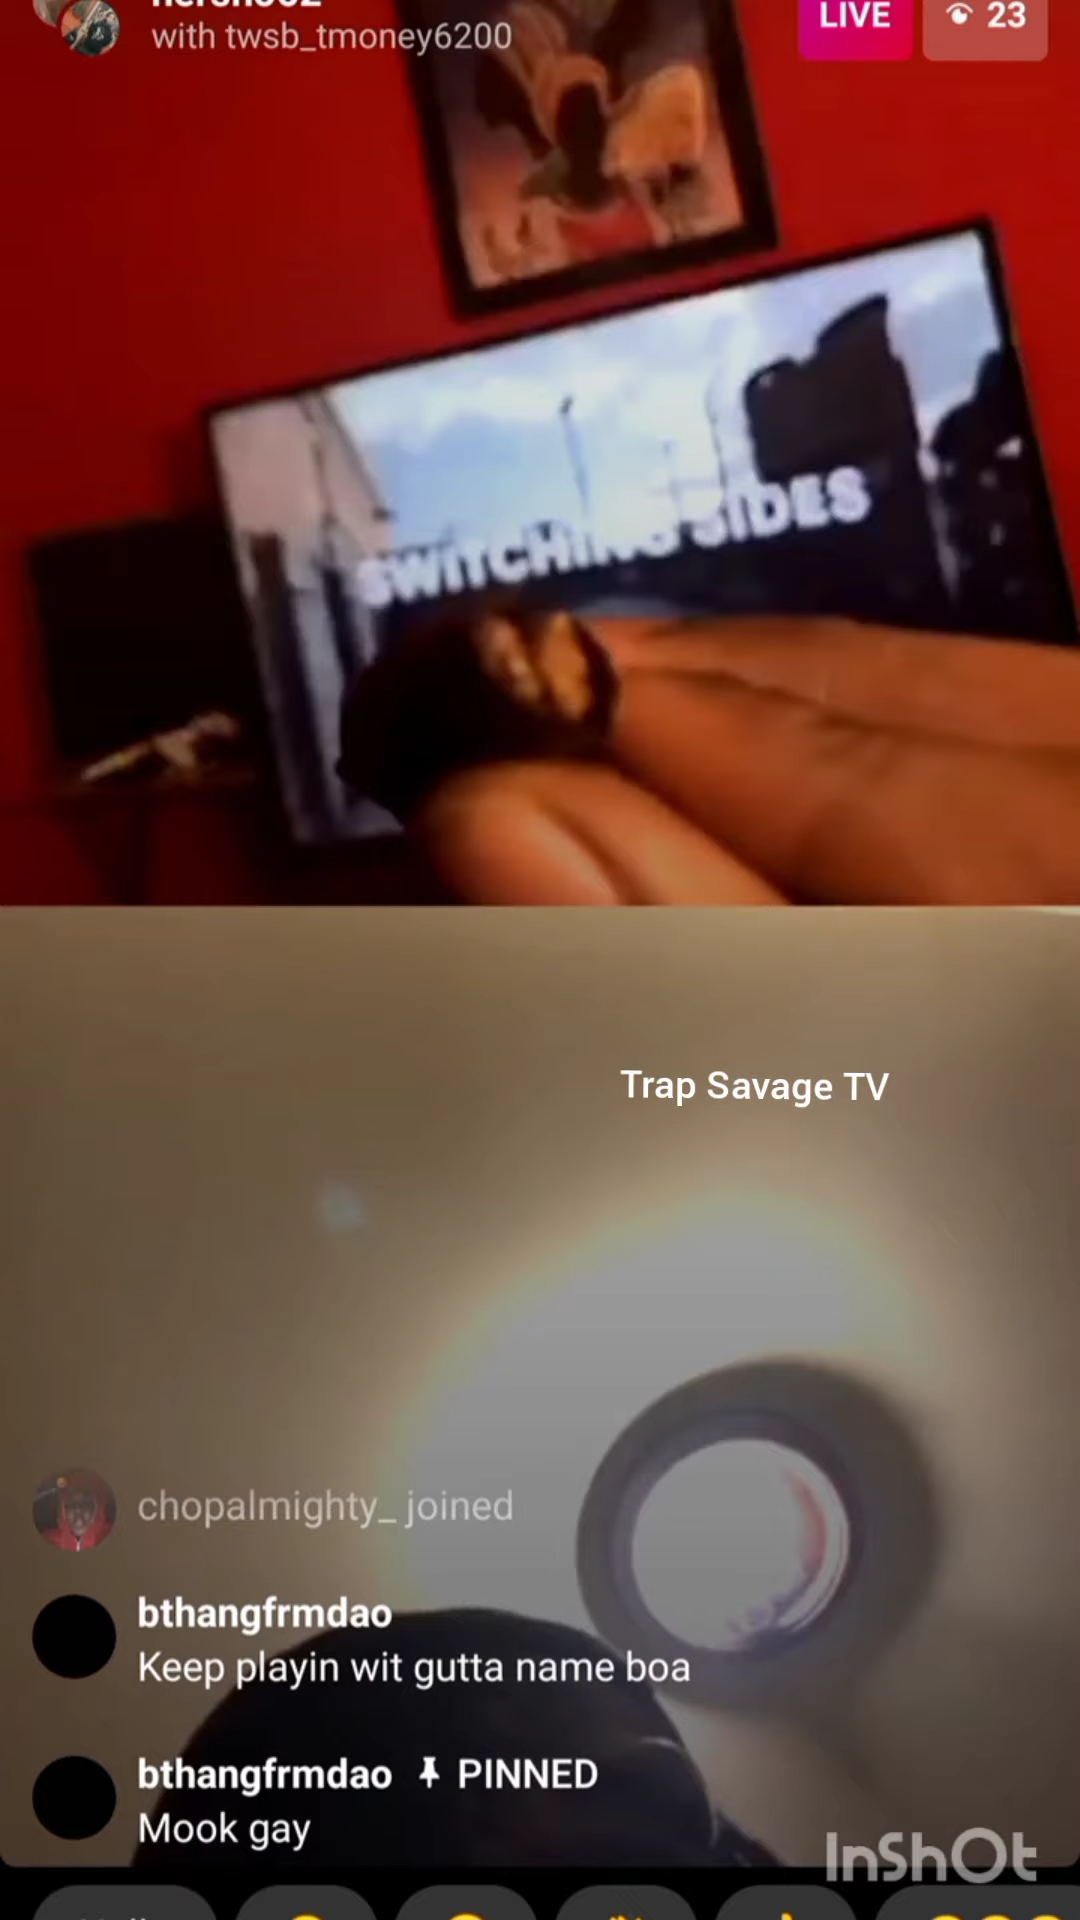 with twsb_tmoney6200
LIVE
23
SWITCHING SIDES
Trap Savage TV
chopalmighty_ joined
bthangfrmdao
Keep playin wit gutta name boa
bthangfrmdao PINNED
Mook gay
InShOt